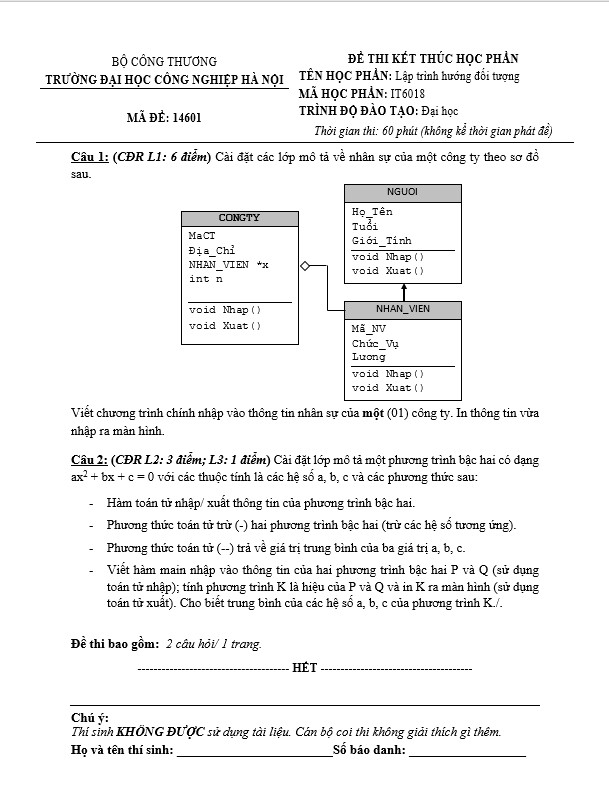 BỘ CÔNG THƯƠNG
TRƯỜNG ĐẠI HỌC CÔNG NGHIỆP HÀ NỘI
MÃ ĐỀ: 14601
ĐỀ THI KẾT THÚC HỌC PHẦN
TÊN HỌC PHẦN: Lập trình hướng đối tượng
MÃ HỌC PHẦN: IT6018
TRÌNH ĐỘ ĐÀO TẠO: Đại học
Thời gian thi: 60 phút (không kể thời gian phát đề)
Câu 1: (CĐR L1: 6 điểm) Cài đặt các lớp mô tả về nhân sự của một công ty theo sơ đồ
sau.
CONGTY
MaCT
Địa_Chỉ
NHAN_VIEN *x
int n
void Nhap()
void Xuat()
NGUOI
Họ_Tên
Tuổi
Giới_Tính
void Nhap()
void Xuat()
NHAN_VIEN
Mã_NV
Chức_Vụ
Lương
void Nhap()
void Xuat()
Viết chương trình chính nhập vào thông tin nhân sự của một (01) công ty. In thông tin vừa
nhập ra màn hình.
Câu 2: (CĐR L2: 3 điểm; L3: 1 điểm) Cài đặt lớp mô tả một phương trình bậc hai có dạng
ax² + bx + c = 0 với các thuộc tính là các hệ số a, b, c và các phương thức sau:
- Hàm toán tử nhập/ xuất thông tin của phương trình bậc hai.
- Phương thức toán tử trừ (-) hai phương trình bậc hai (trừ các hệ số tương ứng).
- Phương thức toán tử (--) trả về giá trị trung bình của ba giá trị a, b, c.
- Viết hàm main nhập vào thông tin của hai phương trình bậc hai P và Q (sử dụng
toán tử nhập); tính phương trình K là hiệu của P và Q và in K ra màn hình (sử dụng
toán tử xuất). Cho biết trung bình của các hệ số a, b, c của phương trình K./.
Đề thi bao gồm: 2 câu hỏi/ 1 trang.
-------------------------------------- HẾT --------------------------------------
Chú ý:
Thí sinh KHÔNG ĐƯỢC sử dụng tài liệu. Cán bộ coi thi không giải thích gì thêm.
Họ và tên thí sinh: ____________________________Số báo danh: _____________________